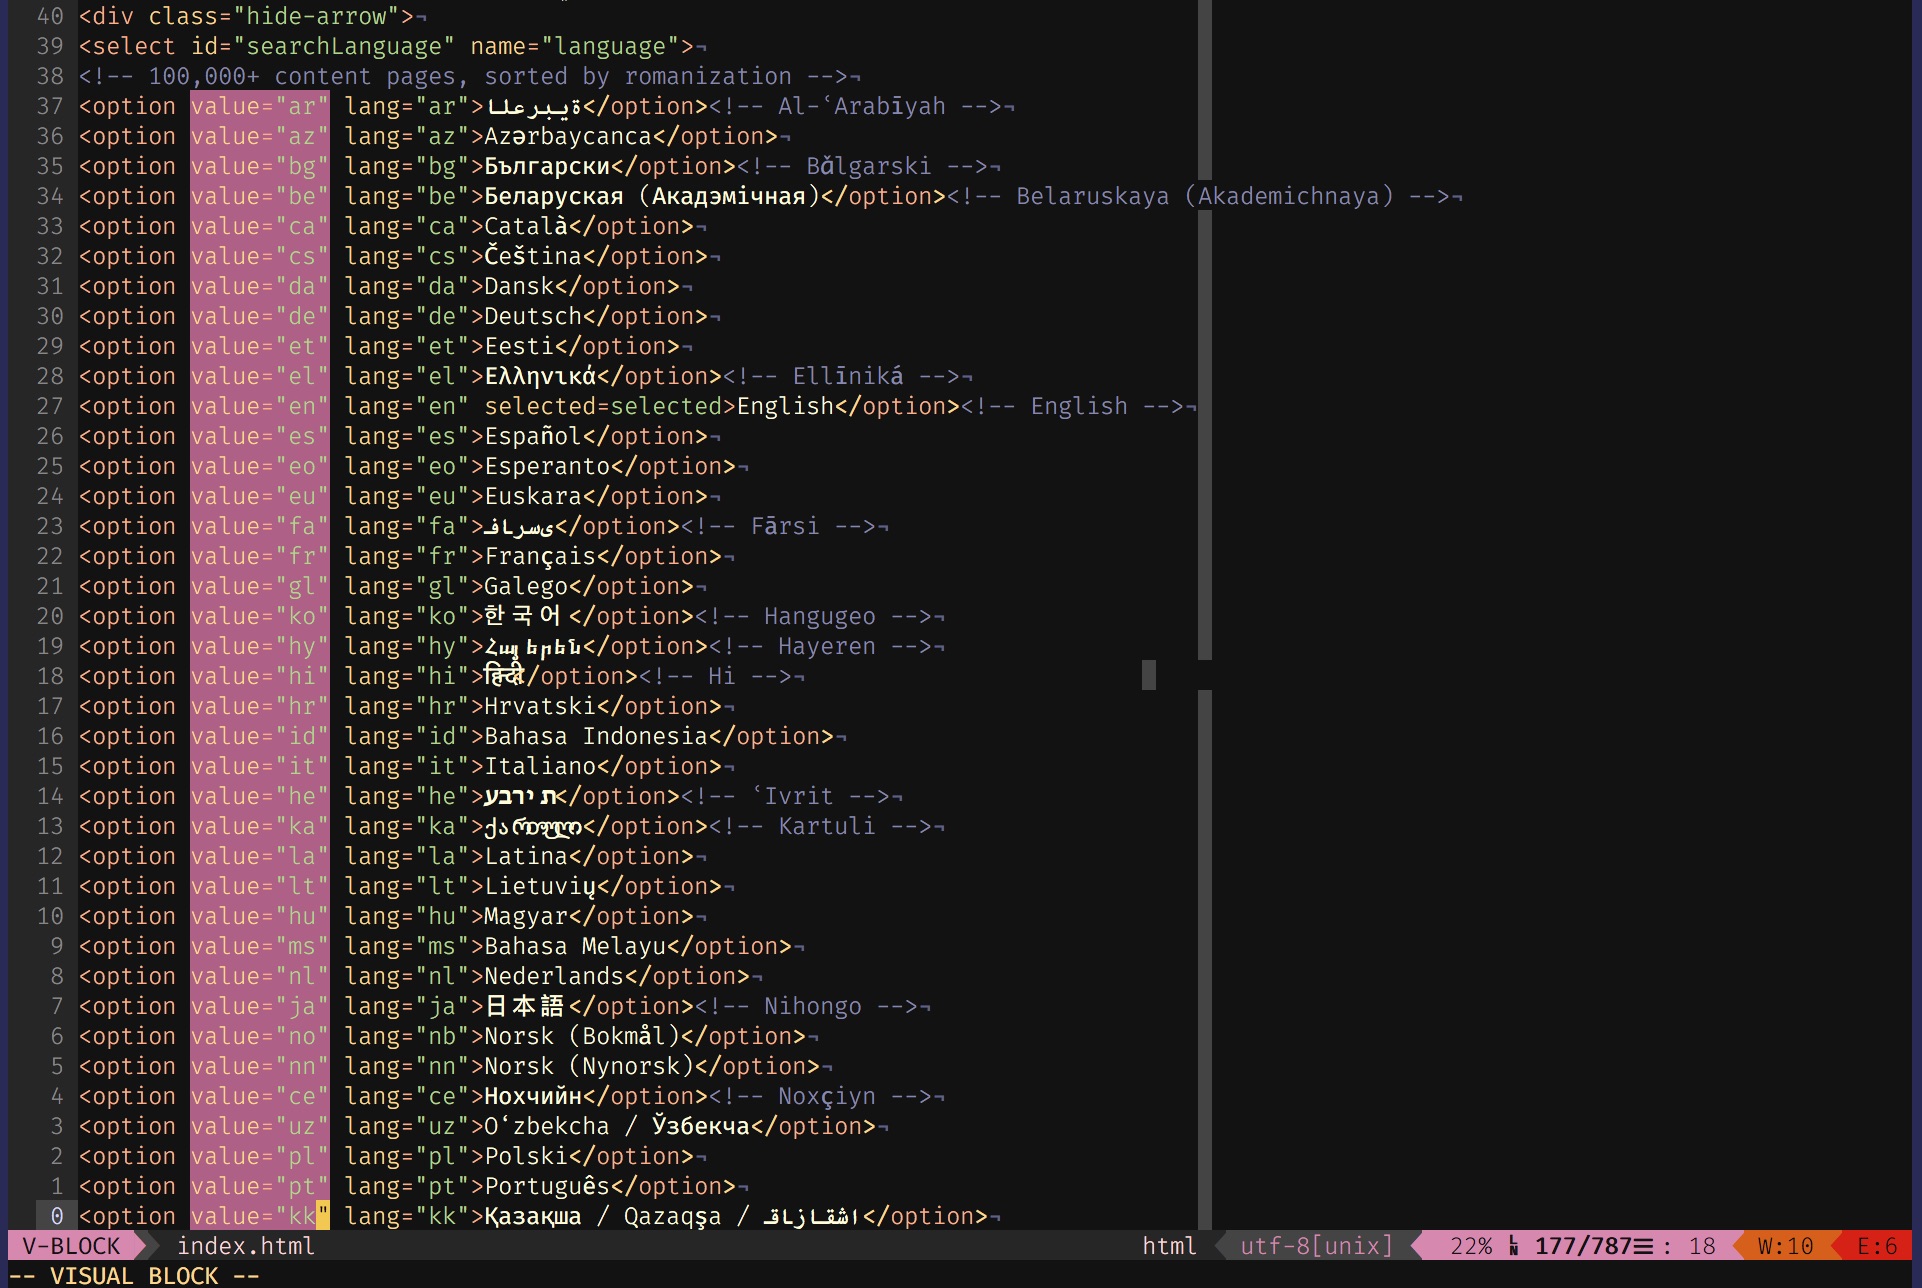 40 <div class="hide-arrow">¬
39 <select id="searchLanguage" name="language">¬
38 <!-- 100,000+ content pages, sorted by romanization -->¬
37 <option value="ar" lang="ar">العربية</option><!-- Al-ʿArabīyah -->¬
36 <option value="az" lang="az">Azərbaycanca</option>¬
35 <option value="bg" lang="bg">Български</option><!-- Bǎlgarski -->¬
34 <option value="be" lang="be">Беларуская (Акадэмічная)</option><!-- Belaruskaya (Akademichnaya) -->¬
33 <option value="ca" lang="ca">Català</option>¬
32 <option value="cs" lang="cs">Čeština</option>¬
31 <option value="da" lang="da">Dansk</option>¬
30 <option value="de" lang="de">Deutsch</option>¬
29 <option value="et" lang="et">Eesti</option>¬
28 <option value="el" lang="el">Ελληνικά</option><!-- Ellīniká -->¬
27 <option value="en" lang="en" selected=selected>English</option><!-- English -->¬
26 <option value="es" lang="es">Español</option>¬
25 <option value="eo" lang="eo">Esperanto</option>¬
24 <option value="eu" lang="eu">Euskara</option>¬
23 <option value="fa" lang="fa">فارسی</option><!-- Fārsi -->¬
22 <option value="fr" lang="fr">Français</option>¬
21 <option value="gl" lang="gl">Galego</option>¬
20 <option value="ko" lang="ko">한국어</option><!-- Hangugeo -->¬
19 <option value="hy" lang="hy">Հայերեն</option><!-- Hayeren -->¬
18 <option value="hi" lang="hi">हिन्दी/option><!-- Hi -->¬
17 <option value="hr" lang="hr">Hrvatski</option>¬
16 <option value="id" lang="id">Bahasa Indonesia</option>¬
15 <option value="it" lang="it">Italiano</option>¬
14 <option value="he" lang="he">עברית</option><!-- ʿIvrit -->¬
13 <option value="ka" lang="ka">ქართული</option><!-- Kartuli -->¬
12 <option value="la" lang="la">Latina</option>¬
11 <option value="lt" lang="lt">Lietuvių</option>¬
10 <option value="hu" lang="hu">Magyar</option>¬
9 <option value="ms" lang="ms">Bahasa Melayu</option>¬
8 <option value="nl" lang="nl">Nederlands</option>¬
7 <option value="ja" lang="ja">日本語</option><!-- Nihongo -->¬
6 <option value="no" lang="nb">Norsk (Bokmål)</option>¬
5 <option value="nn" lang="nn">Norsk (Nynorsk)</option>¬
4 <option value="ce" lang="ce">Нохчийн</option><!-- Noxçiyn -->¬
3 <option value="uz" lang="uz">Oʻzbekcha / Ўзбекча</option>¬
2 <option value="pl" lang="pl">Polski</option>¬
1 <option value="pt" lang="pt">Português</option>¬
0 <option value="kk" lang="kk">Қазақша / Qazaqşa / قازاقشا</option>¬
V-BLOCK index.html html utf-8[unix] 22% LN 177/787≡ : 18 W:10 E:6
-- VISUAL BLOCK --